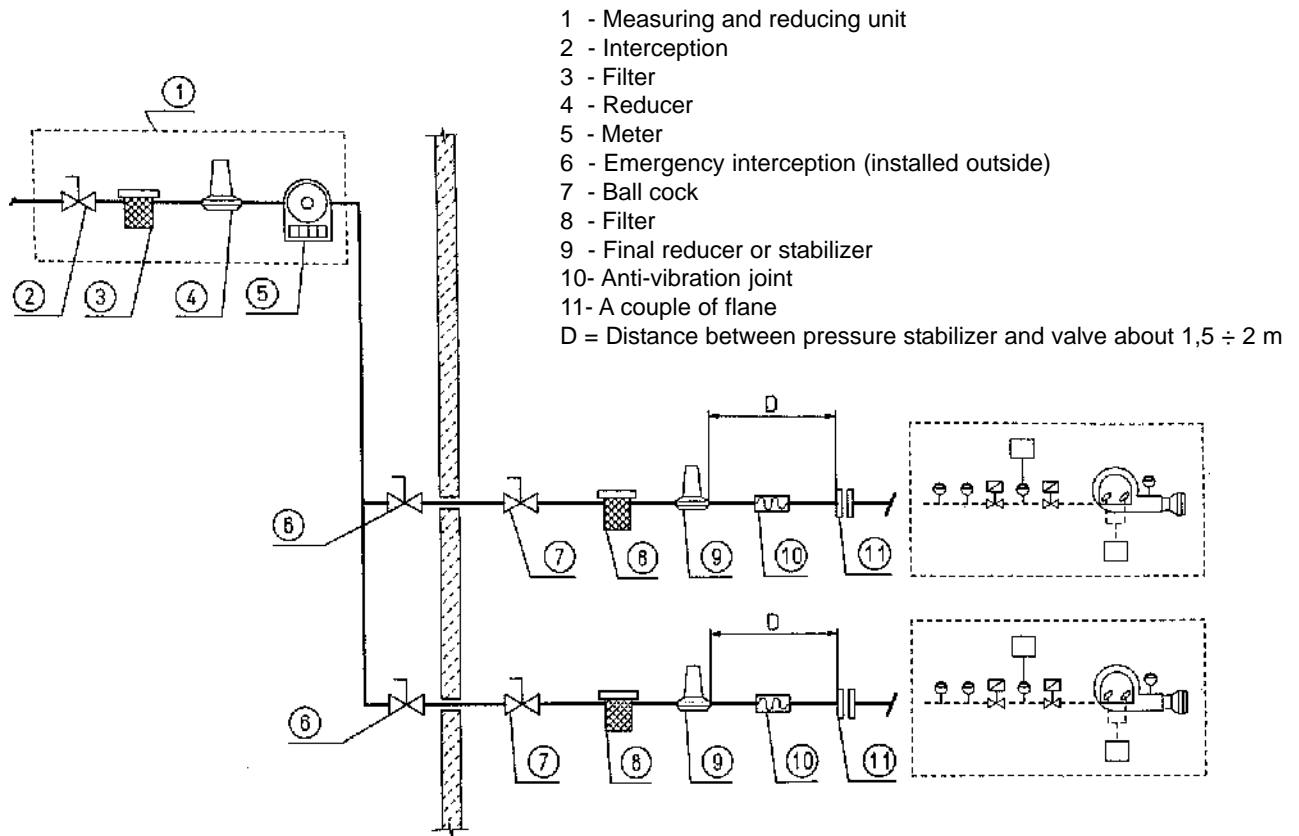 1 - Measuring and reducing unit
2 - Interception
3 - Filter
4 - Reducer
5 - Meter
6 - Emergency interception (installed outside)
7 - Ball cock
8 - Filter
9 - Final reducer or stabilizer
10- Anti-vibration joint
11- A couple of flane
D = Distance between pressure stabilizer and valve about 1,5 ÷ 2 m
1
2 3 4 5
D
6 7 8 9 10 11
D
6 7 8 9 10 11